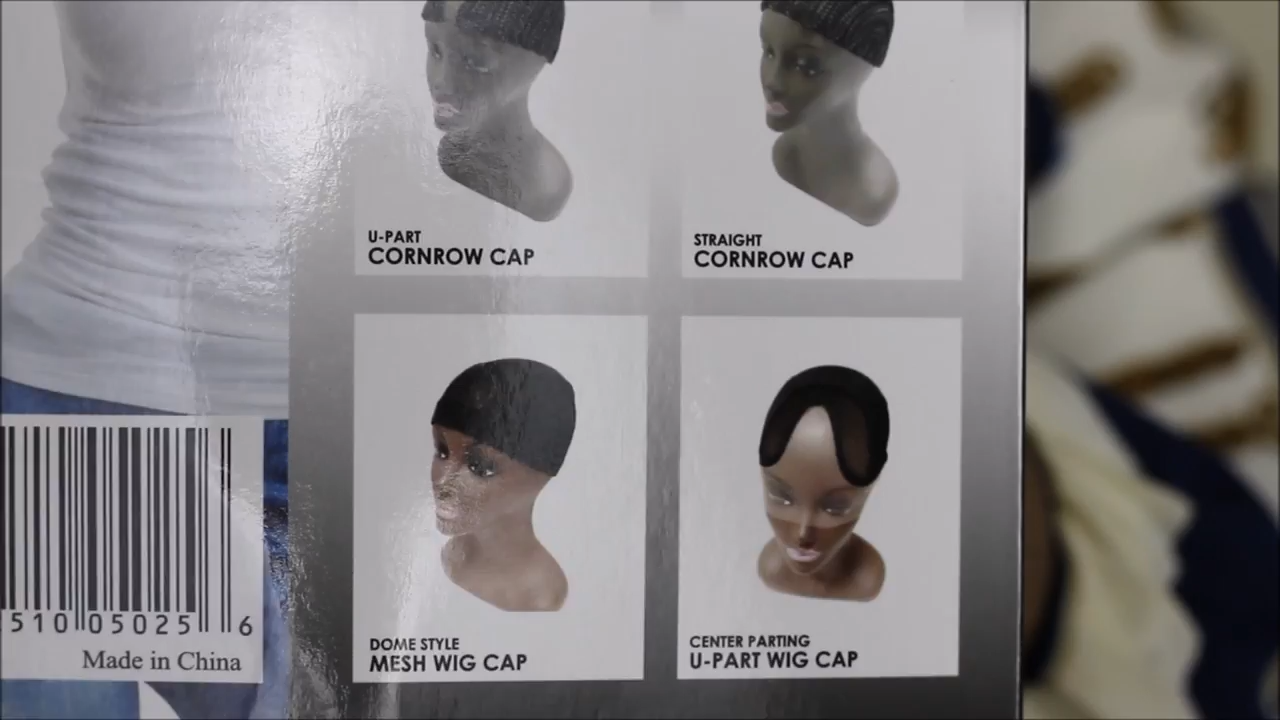 U-PART
CORNROW CAP
STRAIGHT
CORNROW CAP
DOME STYLE
MESH WIG CAP
CENTER PARTING
U-PART WIG CAP
510 05025 6
Made in China